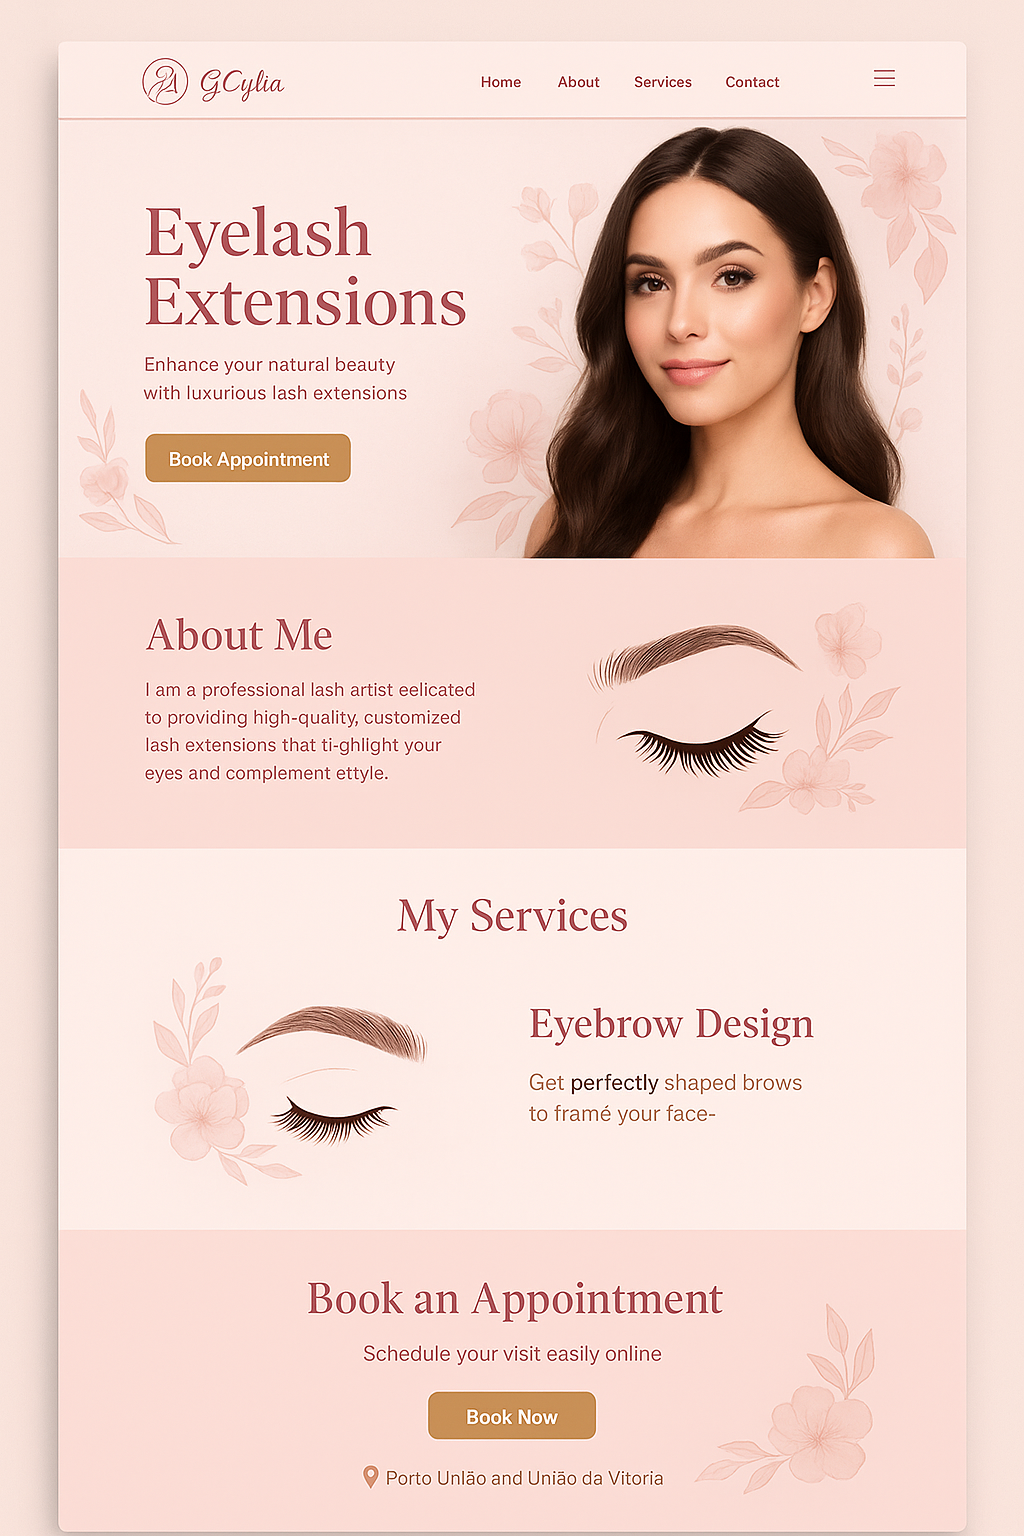 GCylia
Home About Services Contact
Eyelash
Extensions
Enhance your natural beauty
with luxurious lash extensions
Book Appointment
About Me
I am a professional lash artist eelicated
to providing high-quality, customized
lash extensions that ti-ghlight your
eyes and complement ettyle.
My Services
Eyebrow Design
Get perfectly shaped brows
to framé your face-
Book an Appointment
Schedule your visit easily online
Book Now
Porto Unlão and União da Vitoria